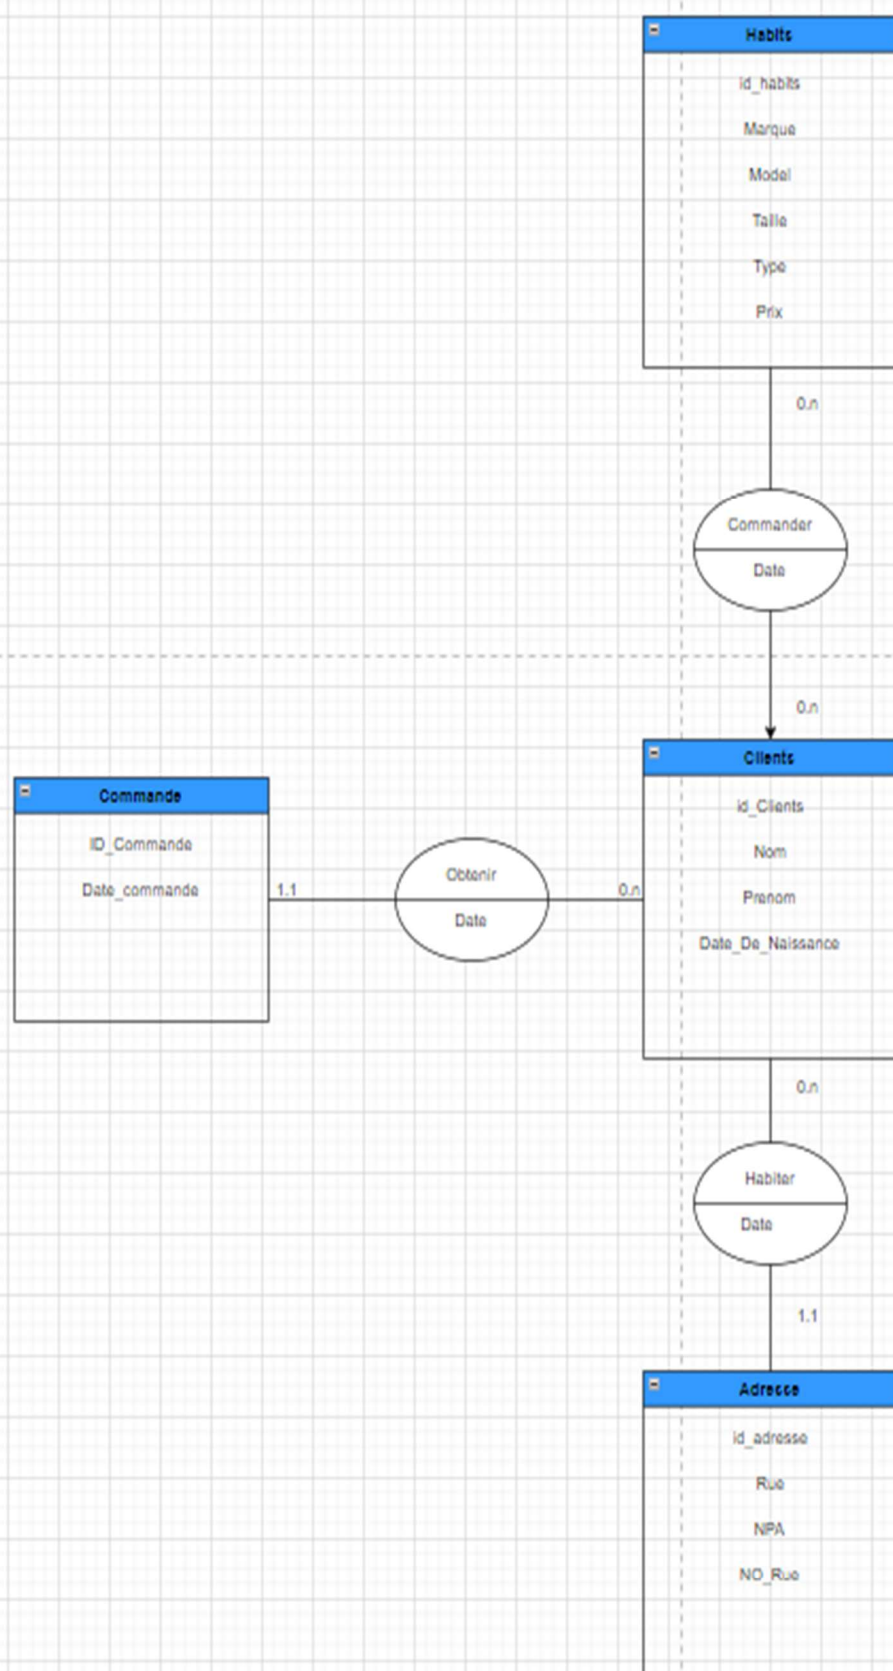 Habits
id_habits
Marque
Model
Taille
Type
Prix
0.n
Commander
Date
0.n
Clients
id_Clients
Nom
Prenom
Date_De_Naissance
Commande
ID_Commande
Date_commande
1.1
Obtenir
Date
0.n
0.n
Habiter
Date
1.1
Adresse
id_adresse
Rue
NPA
NO_Rue